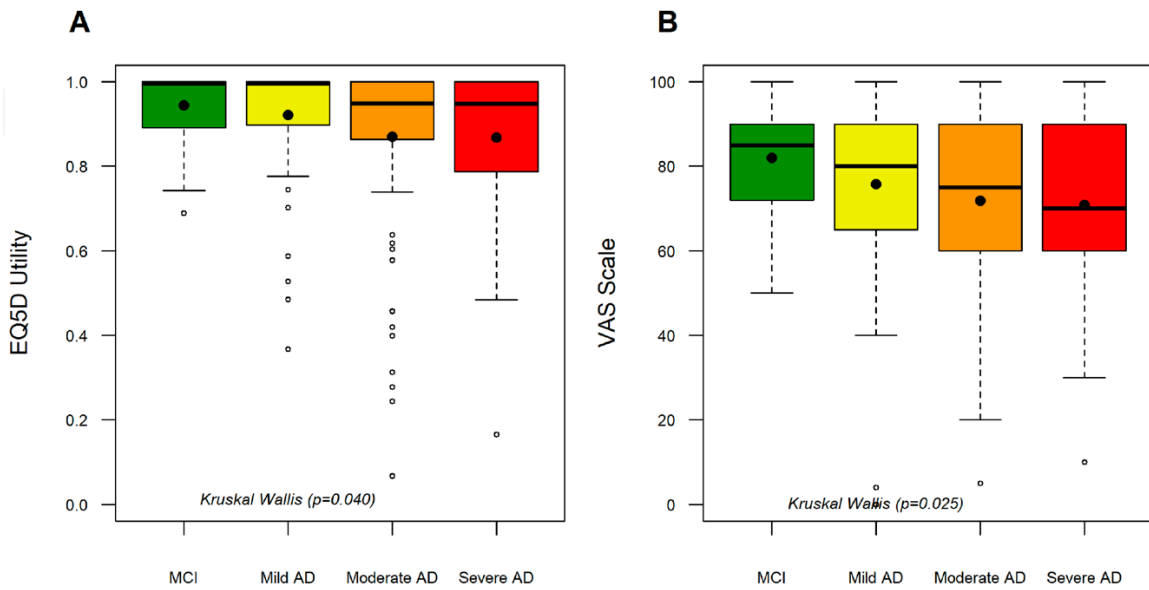 A
EQ5D Utility
1.0
0.8
0.6
0.4
0.2
0.0
Kruskal Wallis (p=0.040)
MCI Mild AD Moderate AD Severe AD
B
VAS Scale
100
80
60
40
20
0
Kruskal Wallis (p=0.025)
MCI Mild AD Moderate AD Severe AD